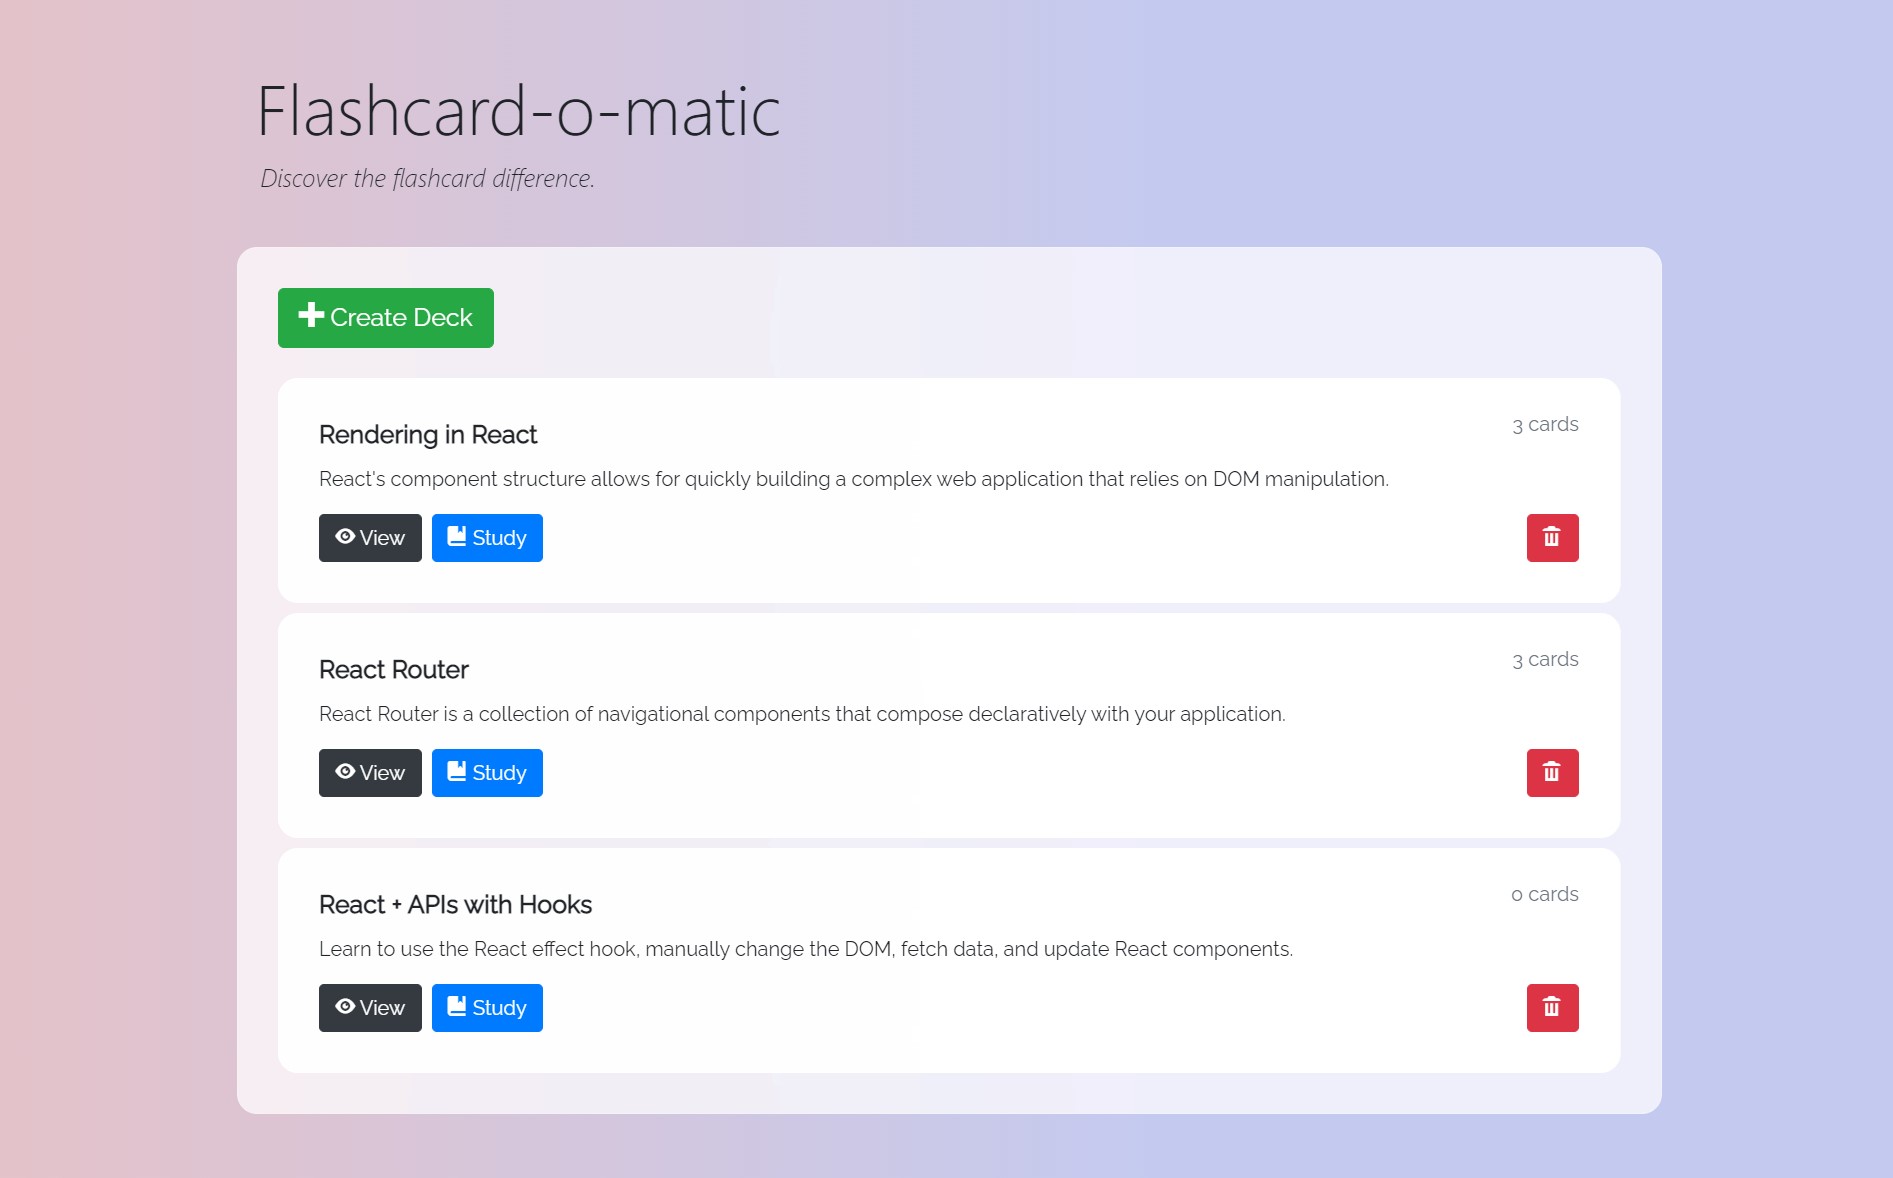 Flashcard-o-matic
Discover the flashcard difference.
Create Deck
Rendering in React
3 cards
React's component structure allows for quickly building a complex web application that relies on DOM manipulation.
View Study
React Router
3 cards
React Router is a collection of navigational components that compose declaratively with your application.
View Study
React + APIs with Hooks
0 cards
Learn to use the React effect hook, manually change the DOM, fetch data, and update React components.
View Study